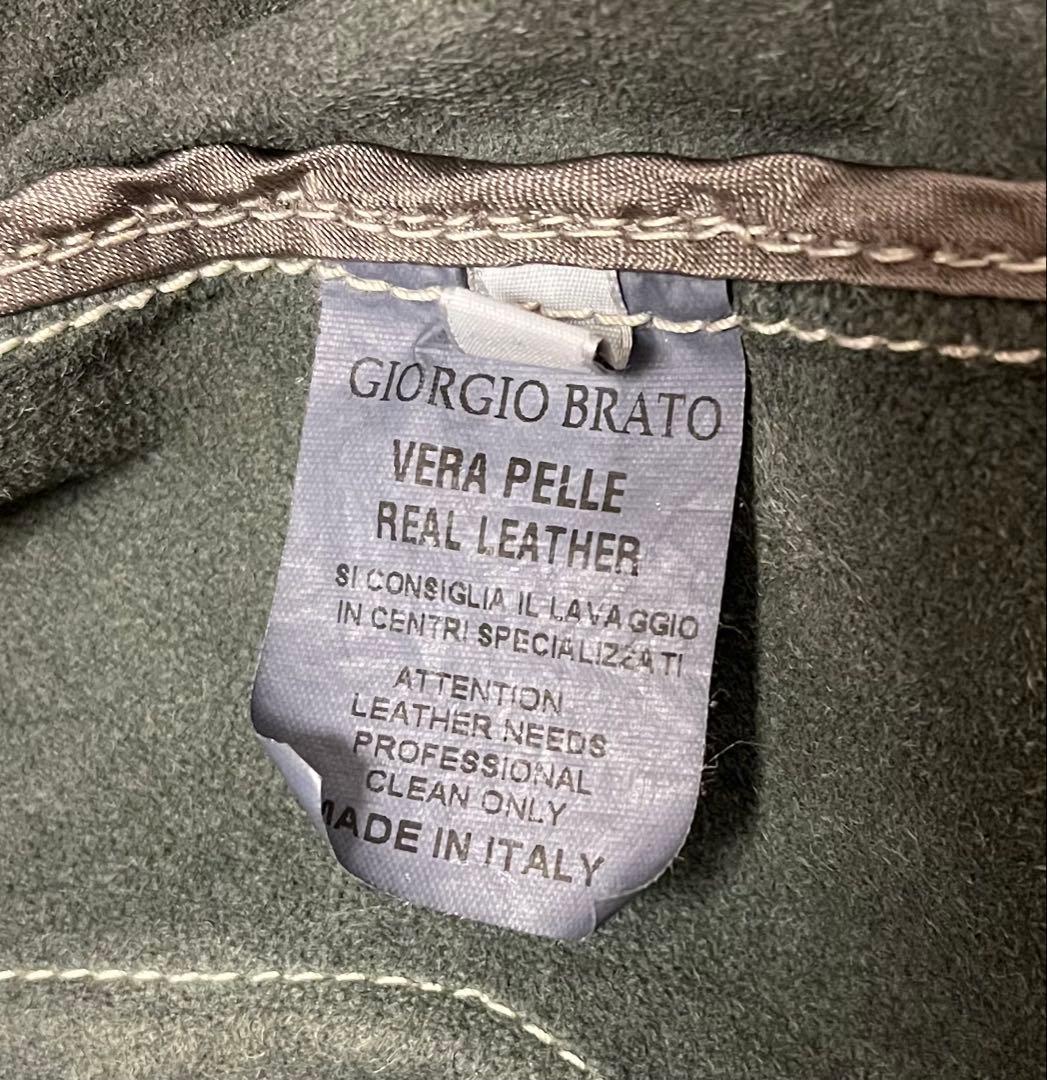 GIORGIO BRATO
VERA PELLE
REAL LEATHER
SI CONSIGLIA IL LAVAGGIO
IN CENTRI SPECIALIZZATI
ATTENTION
LEATHER NEEDS
PROFESSIONAL
CLEAN ONLY
MADE IN ITALY